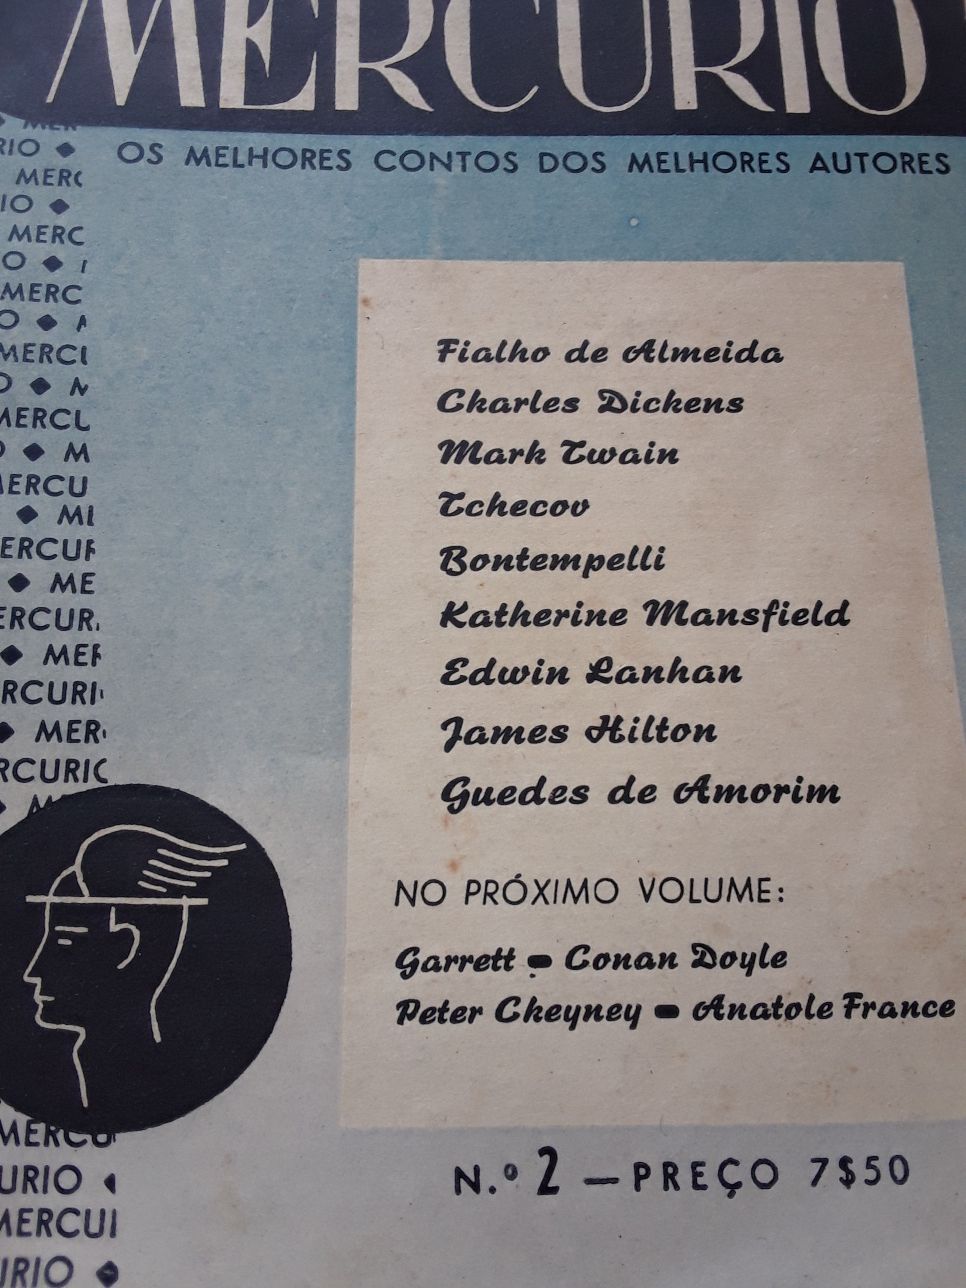 MERCURIO
OS MELHORES CONTOS DOS MELHORES AUTORES
Fialho de Almeida
Charles Dickens
Mark Twain
Tchecov
Bontempelli
Katherine Mansfield
Edwin Lanhan
James Hilton
Guedes de Amorim
NO PRÓXIMO VOLUME:
Garrett - Conan Doyle
Peter Cheyney - Anatole France
N.º 2 — PREÇO 7$50